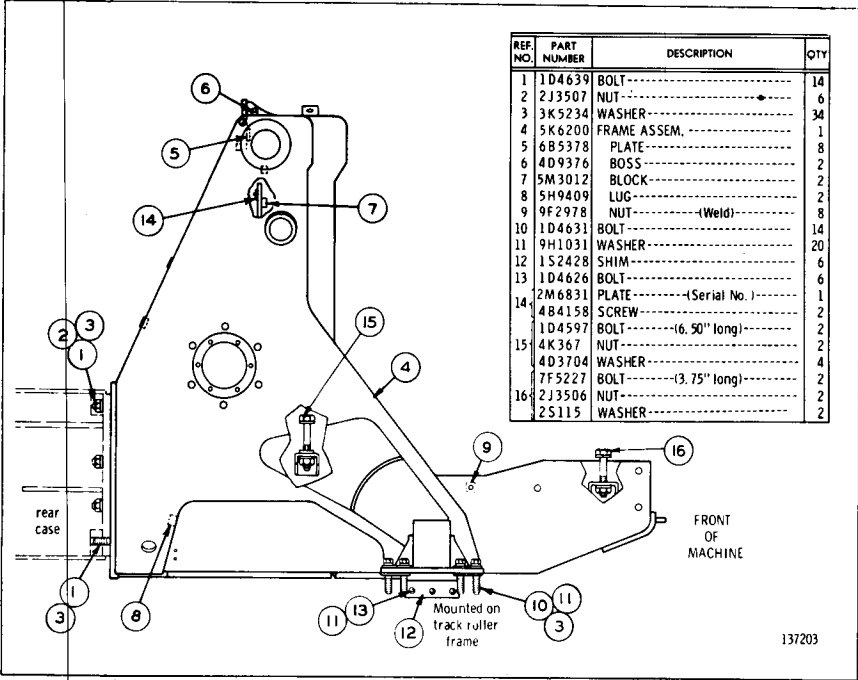 REF. NO. PART NUMBER DESCRIPTION QTY
1 1D4639 BOLT 14
2 2J3507 NUT 6
3 3K5234 WASHER 34
4 5K6200 FRAME ASSEM. 1
5 6B5378 PLATE 8
6 4D9376 BOSS 2
7 5M3012 BLOCK 2
8 5H9409 LUG 2
9 9F2978 NUT (Weld) 8
10 1D4631 BOLT 14
11 9H1031 WASHER 20
12 1S2428 SHIM 6
13 1D4626 BOLT 6
14 2M6831 PLATE (Serial No.) 1
4B4158 SCREW 2
15 1D4597 BOLT (6.50" long) 2
4K367 NUT 2
4D3704 WASHER 4
16 7F5227 BOLT (3.75" long) 2
2J3506 NUT 2
2S115 WASHER 2
6
5
14
7
2 3
1
15
4
9
16
rear
case
FRONT
OF
MACHINE
1
3
8
11 13
12
Mounted on
track roller
frame
10 11
3
137203